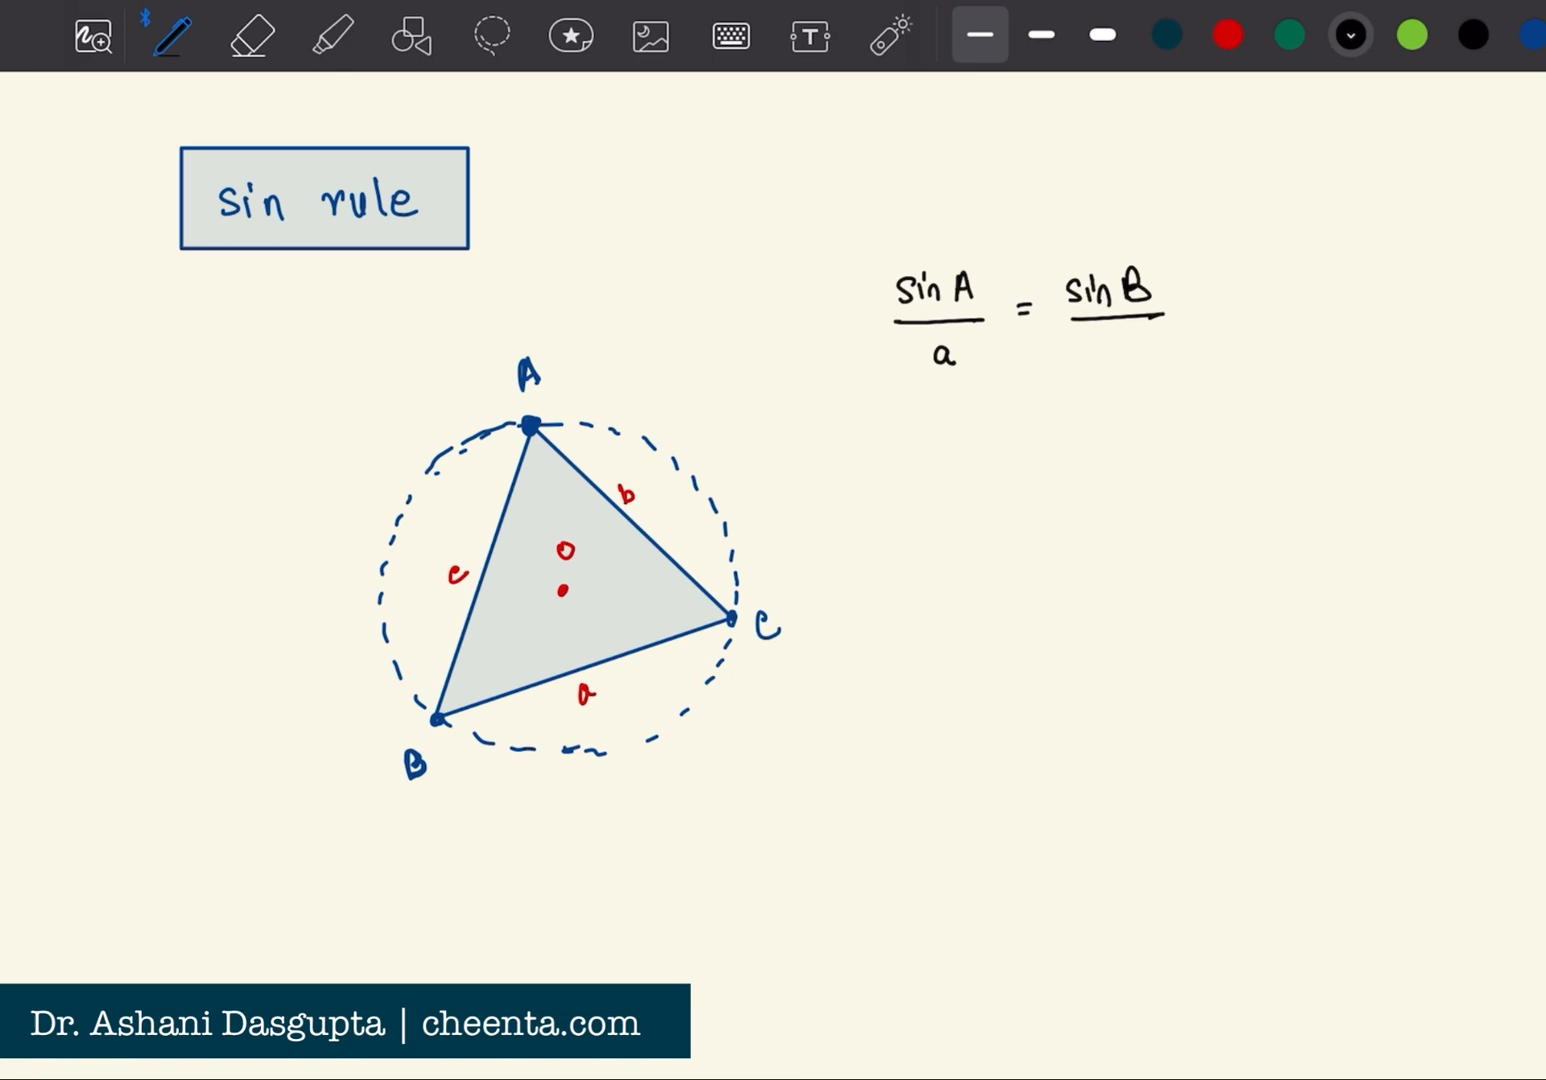 T
sin rule
sin A = sin B
a
A
b
o
c
C
a
B
Dr. Ashani Dasgupta | cheenta.com